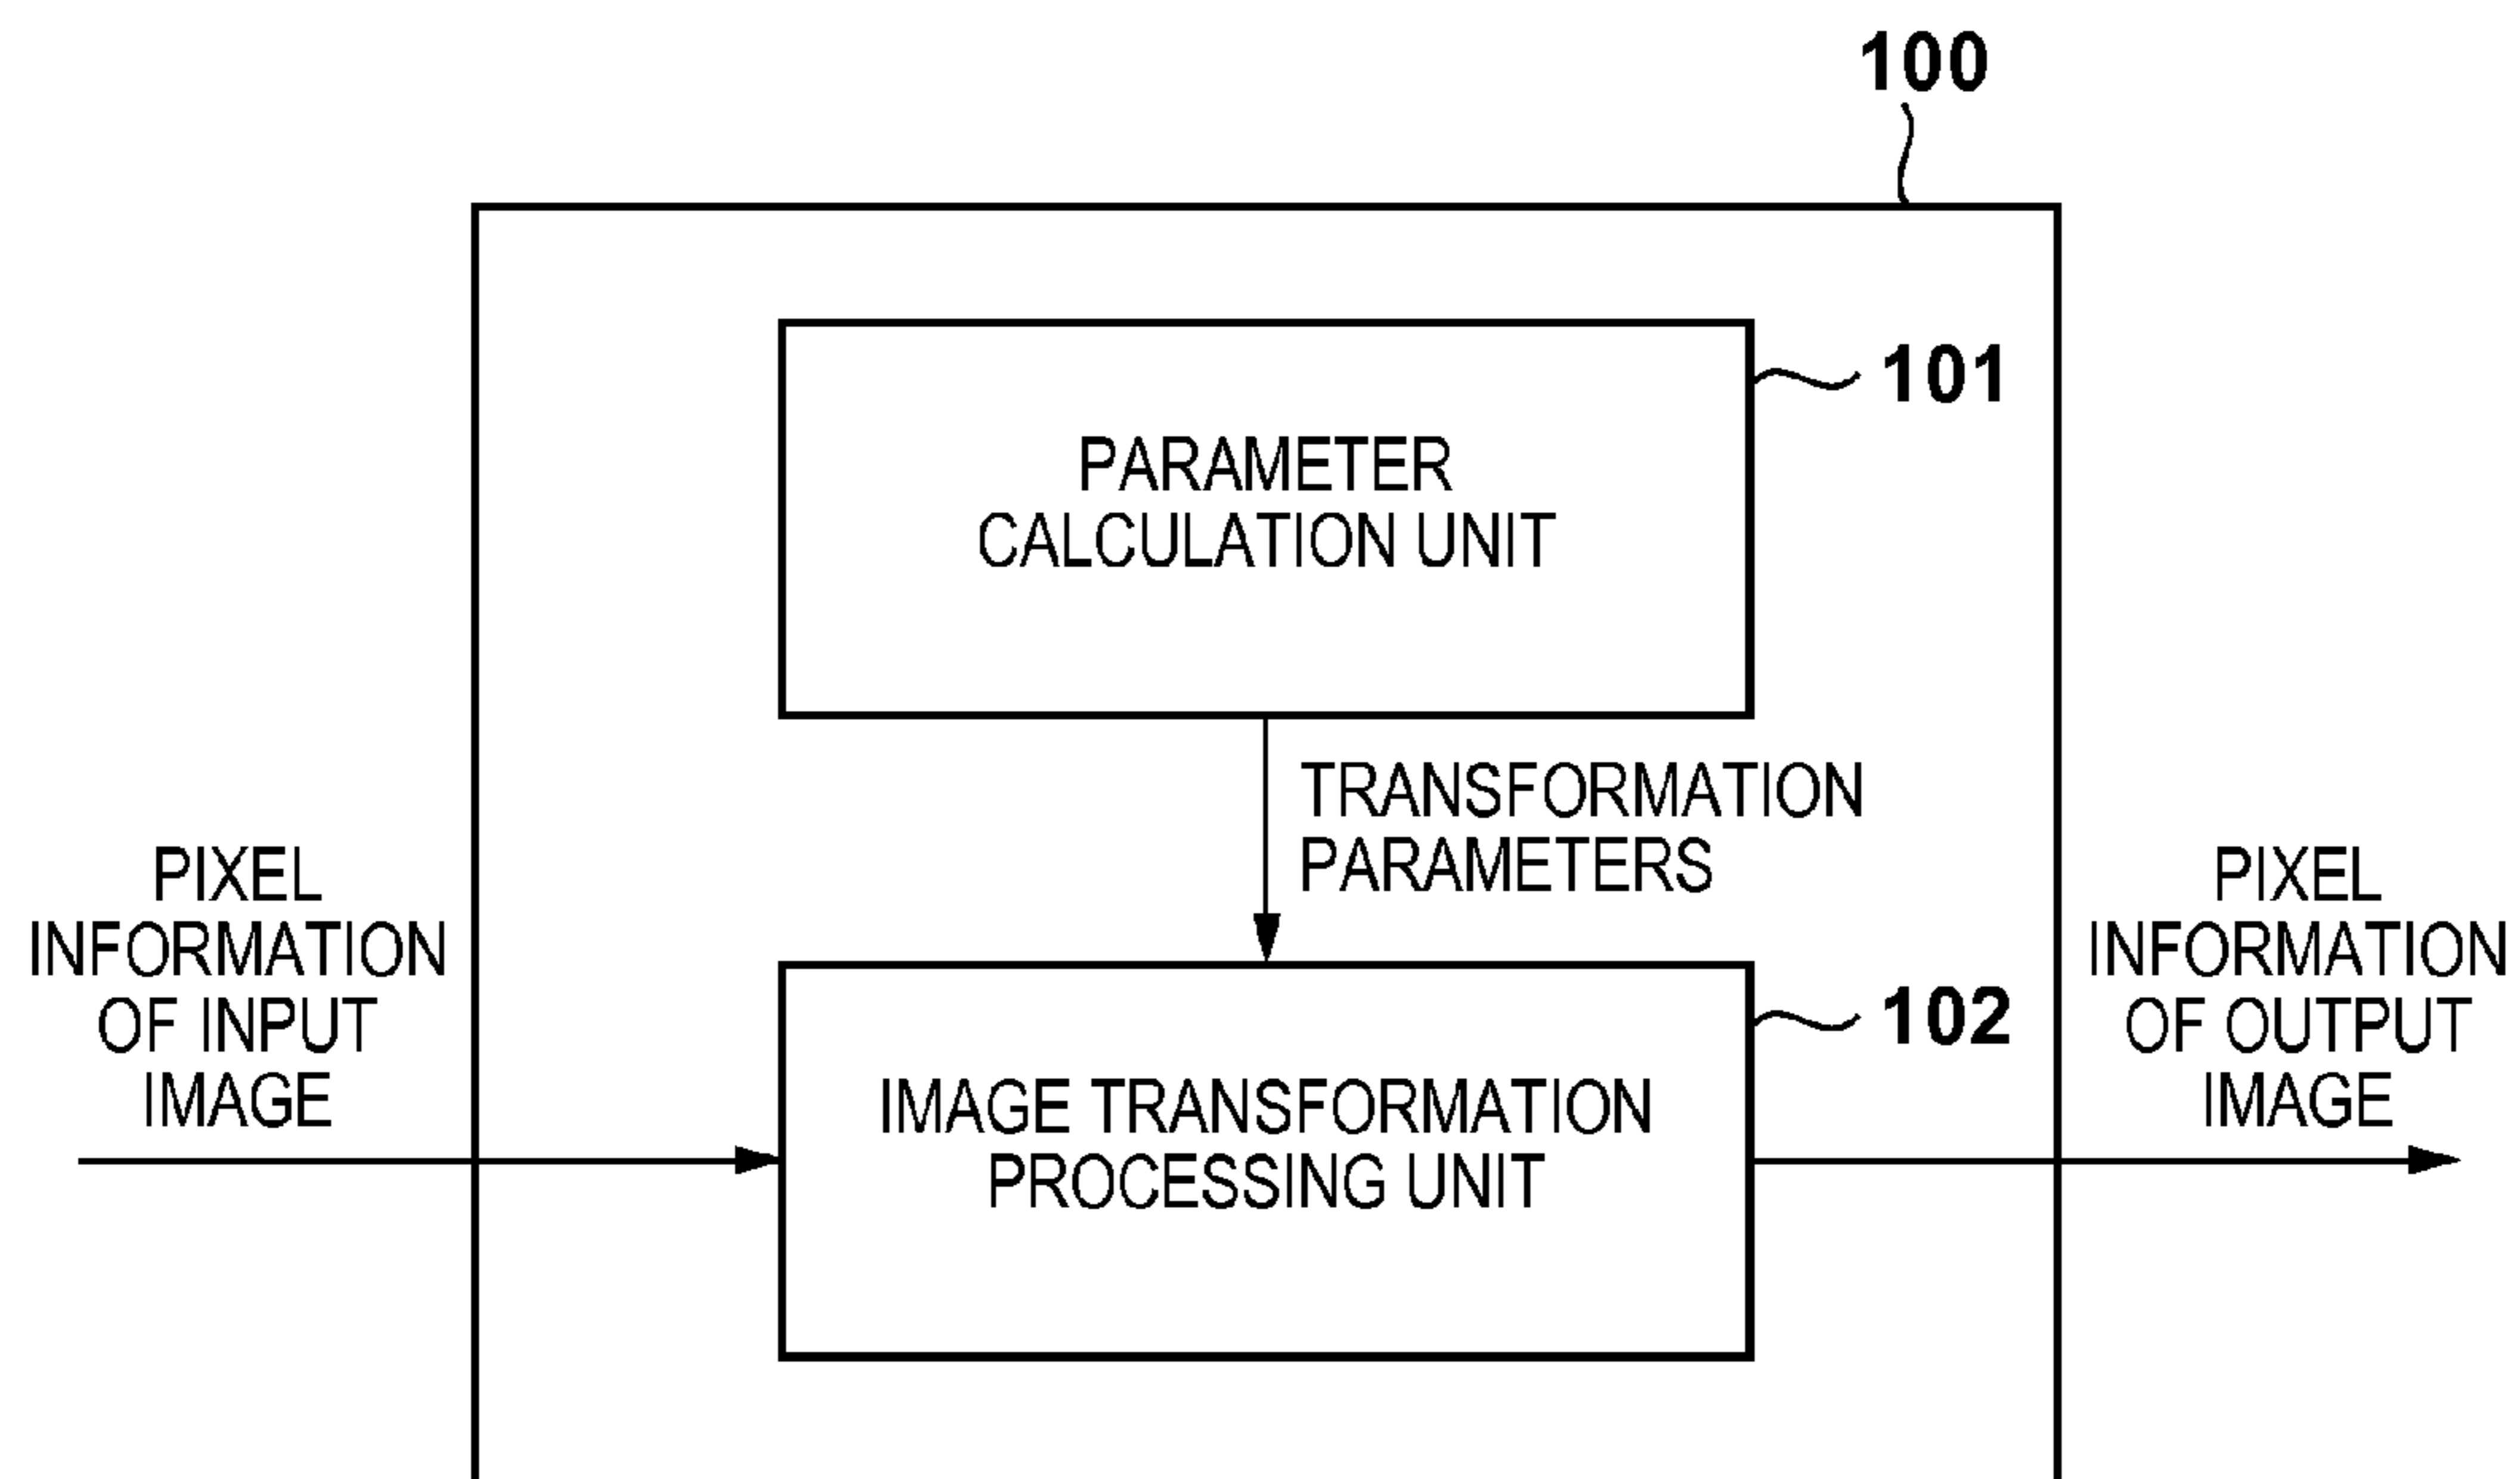 100
101
PARAMETER
CALCULATION UNIT
TRANSFORMATION
PARAMETERS
PIXEL
INFORMATION
OF INPUT
IMAGE
102
IMAGE TRANSFORMATION
PROCESSING UNIT
PIXEL
INFORMATION
OF OUTPUT
IMAGE